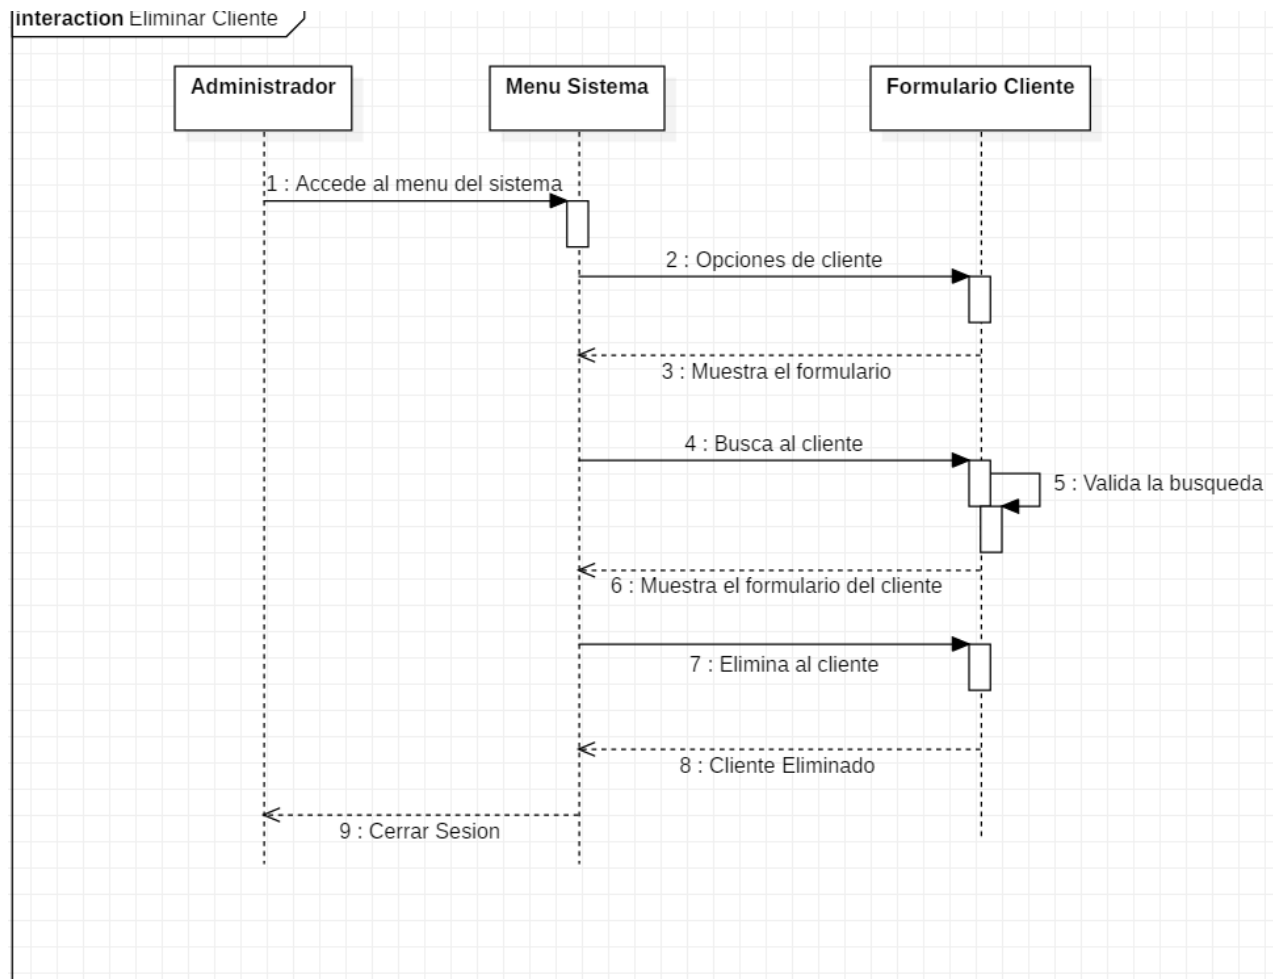 interaction Eliminar Cliente
Administrador
Menu Sistema
Formulario Cliente
1 : Accede al menu del sistema
2 : Opciones de cliente
3 : Muestra el formulario
4 : Busca al cliente
5 : Valida la busqueda
6 : Muestra el formulario del cliente
7 : Elimina al cliente
8 : Cliente Eliminado
9 : Cerrar Sesion